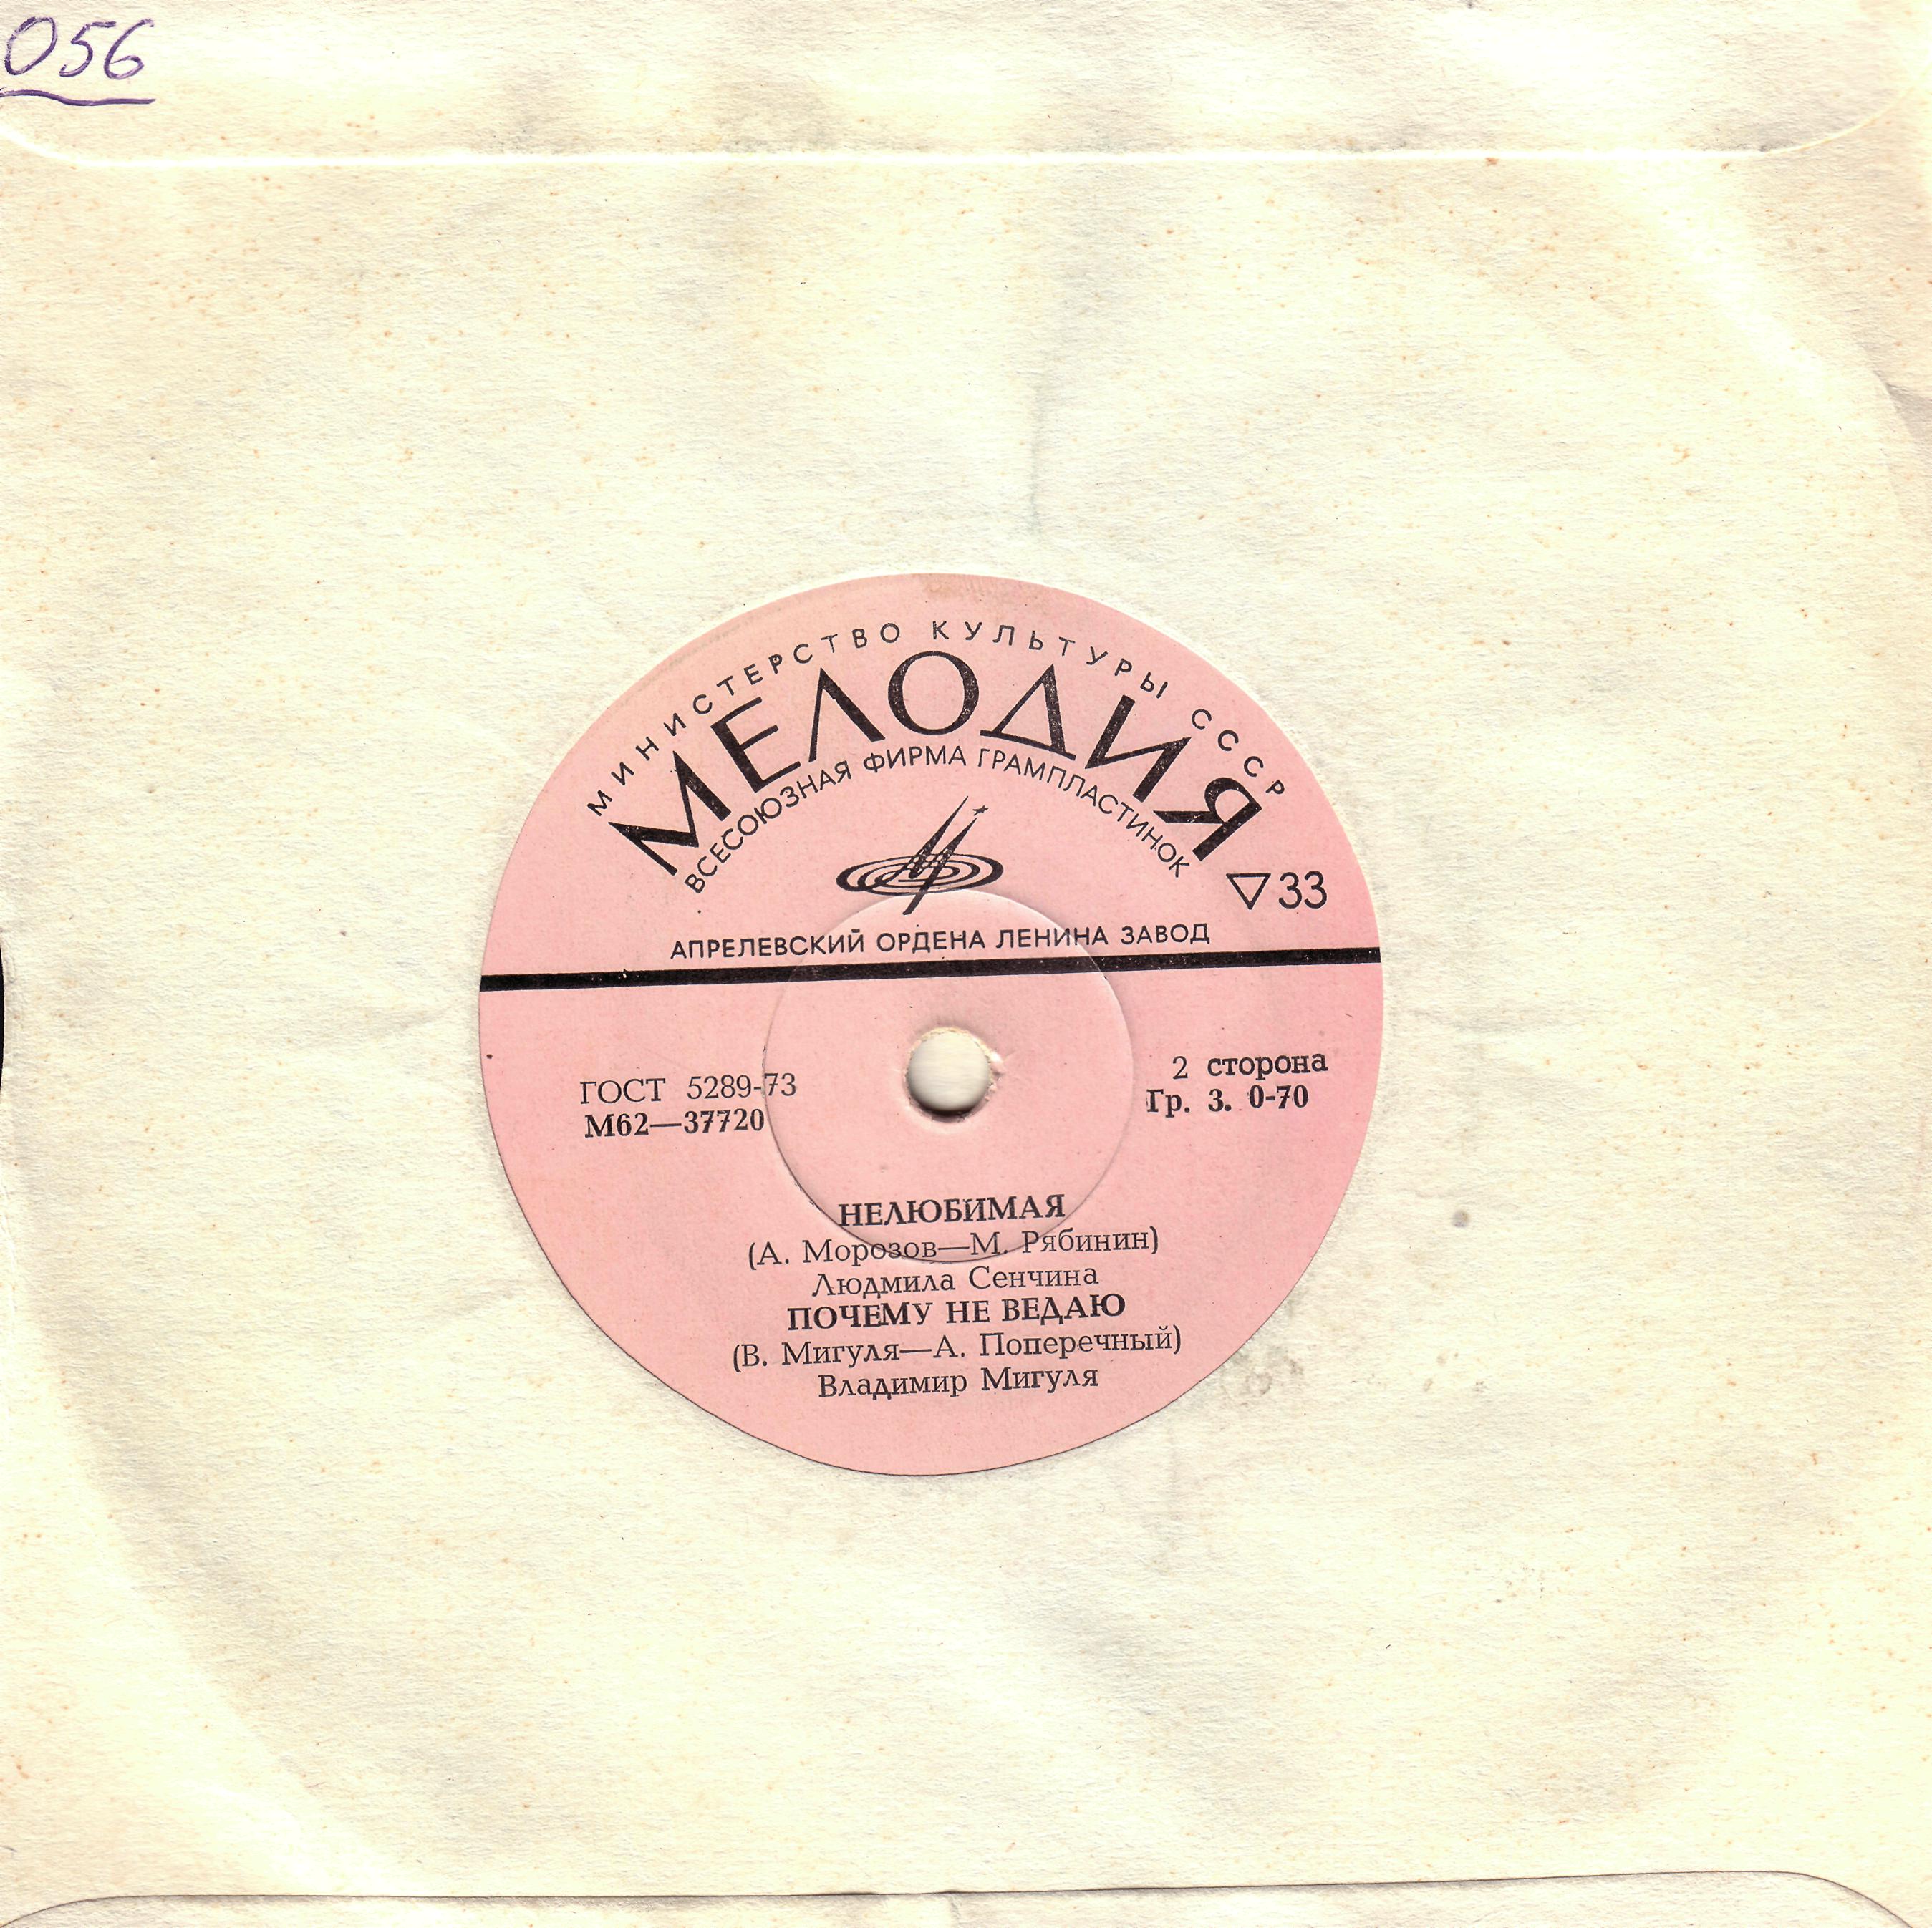 056
МИНИСТЕРСТВО КУЛЬТУРЫ СССР
МЕЛОДИЯ
ВСЕСОЮЗНАЯ ФИРМА ГРАМПЛАСТИНОК
▽33
АПРЕЛЕВСКИЙ ОРДЕНА ЛЕНИНА ЗАВОД
ГОСТ 5289-73
М62—37720
2 сторона
Гр. 3. 0-70
НЕЛЮБИМАЯ
(А. Морозов—М. Рябинин)
Людмила Сенчина
ПОЧЕМУ НЕ ВЕДАЮ
(В. Мигуля—А. Поперечный)
Владимир Мигуля